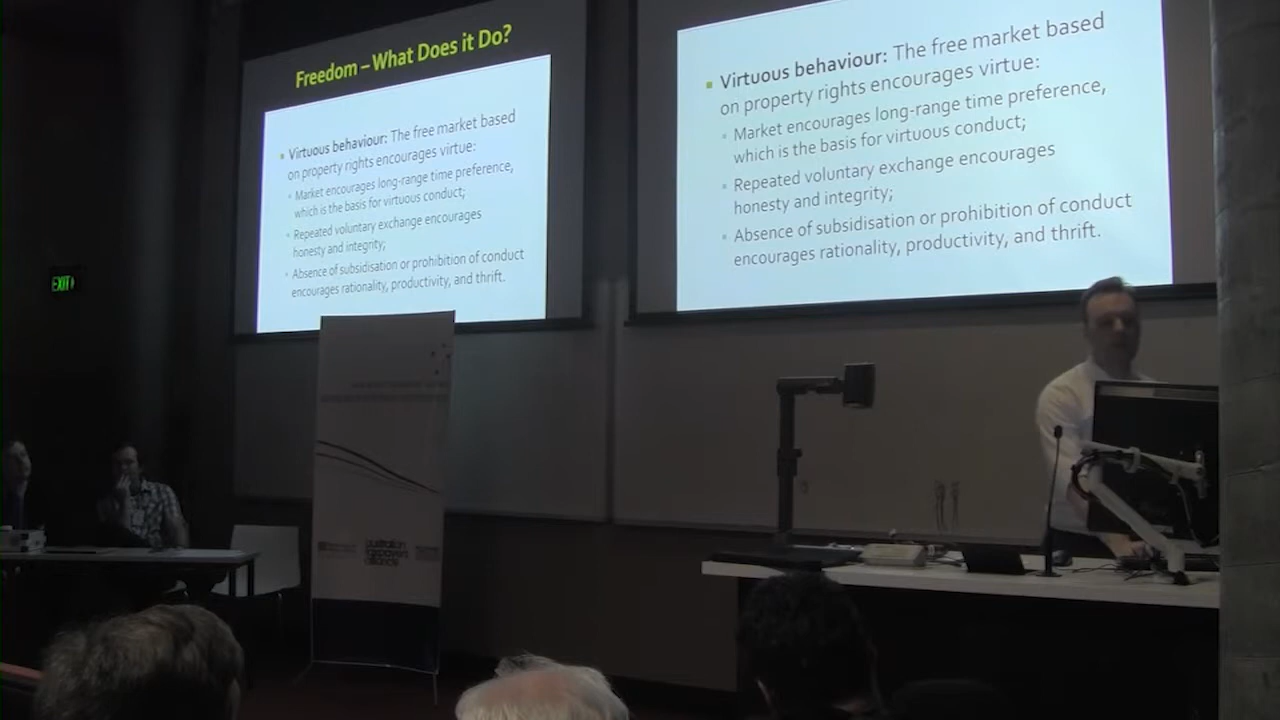 Freedom – What Does it Do?
Virtuous behaviour: The free market based
on property rights encourages virtue:
Market encourages long-range time preference,
which is the basis for virtuous conduct;
Repeated voluntary exchange encourages
honesty and integrity;
Absence of subsidisation or prohibition of conduct
encourages rationality, productivity, and thrift.
Virtuous behaviour: The free market based
on property rights encourages virtue:
Market encourages long-range time preference,
which is the basis for virtuous conduct;
Repeated voluntary exchange encourages
honesty and integrity;
Absence of subsidisation or prohibition of conduct
encourages rationality, productivity, and thrift.
EXIT
australian
taxpayers'
alliance